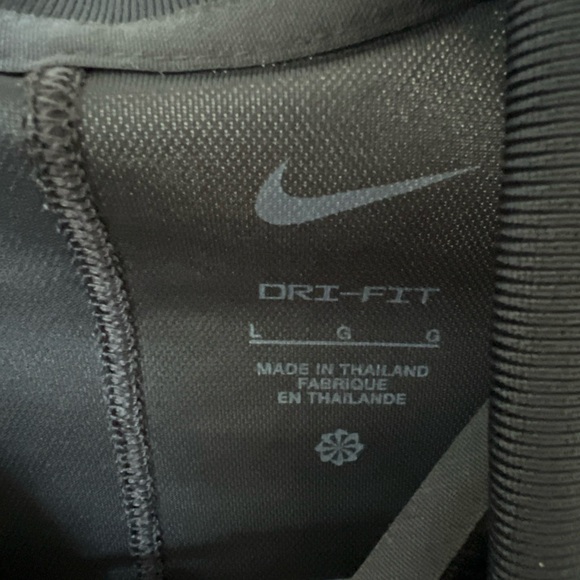 DRI-FIT
L G G
MADE IN THAILAND
FABRIQUE
EN THAILANDE